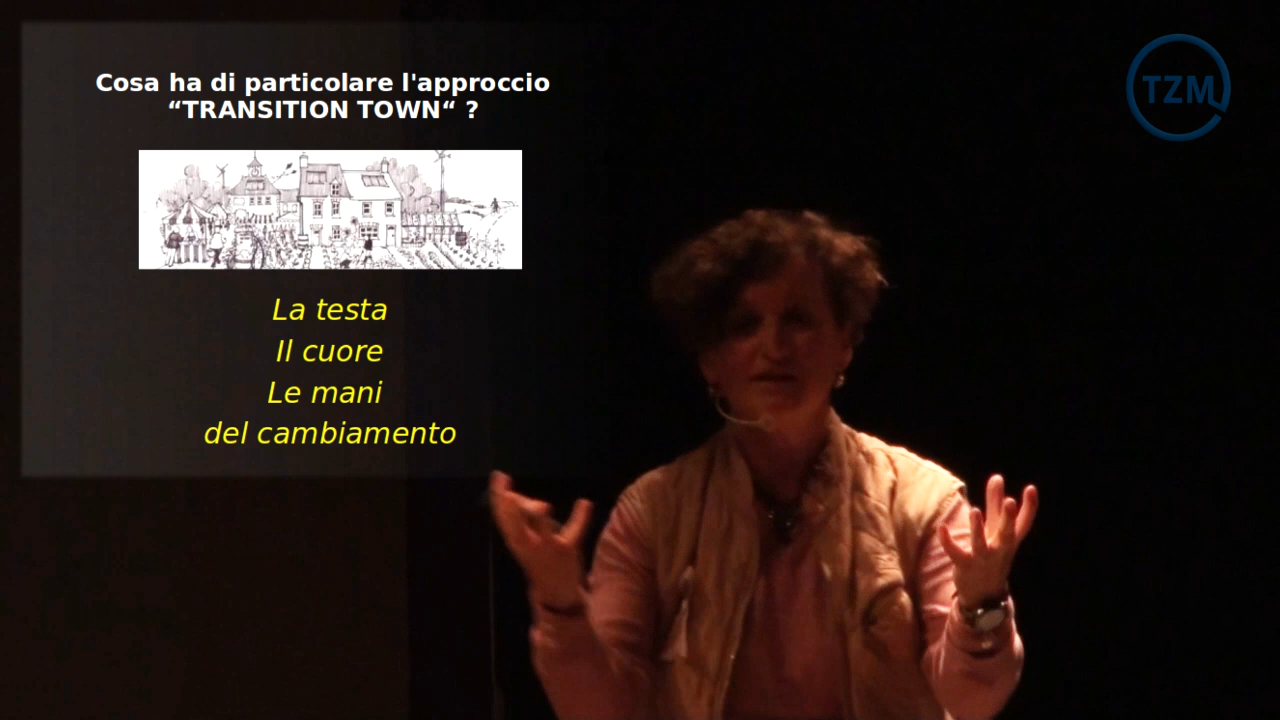 Cosa ha di particolare l'approccio
“TRANSITION TOWN“ ?
La testa
Il cuore
Le mani
del cambiamento
TZM